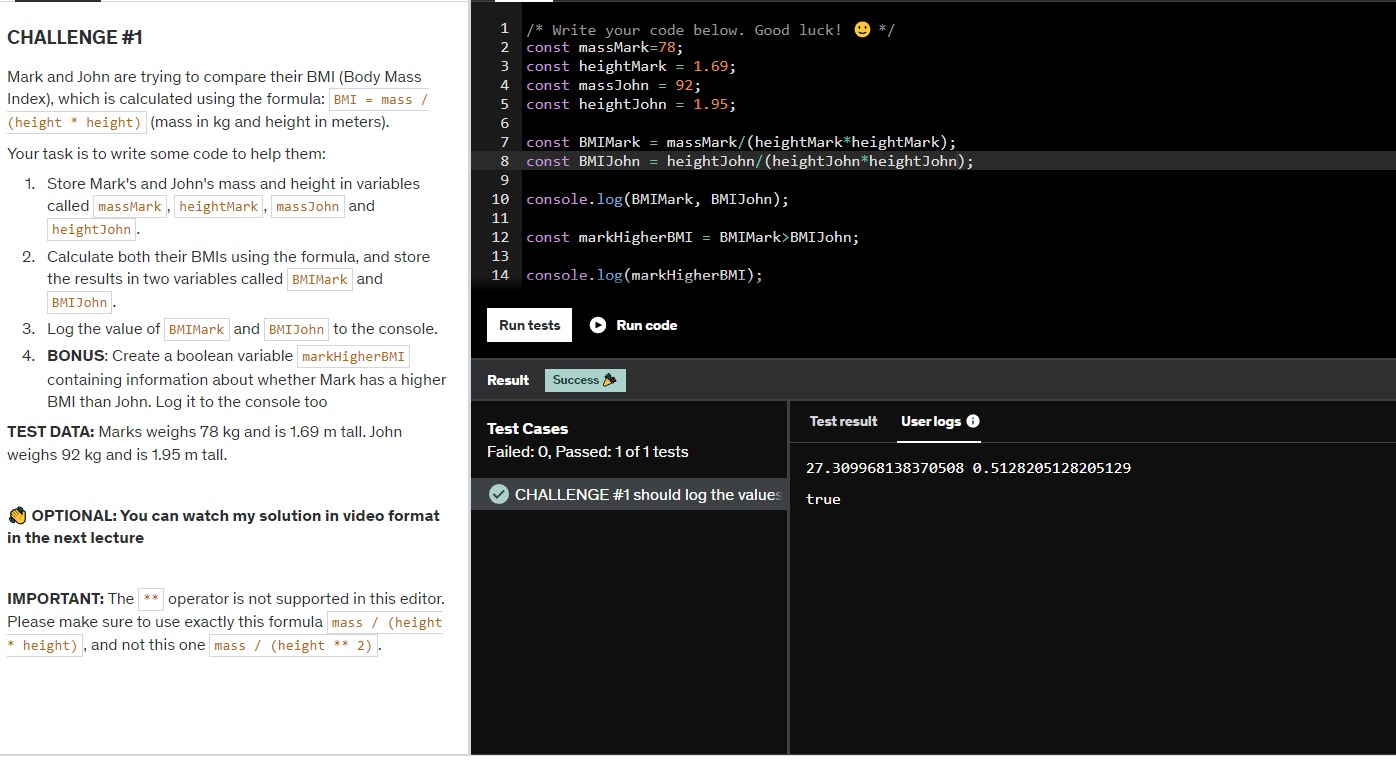 CHALLENGE #1
Mark and John are trying to compare their BMI (Body Mass
Index), which is calculated using the formula: BMI = mass /
(height * height) (mass in kg and height in meters).
Your task is to write some code to help them:
1. Store Mark's and John's mass and height in variables
called massMark, heightMark, massJohn and
heightJohn.
2. Calculate both their BMIs using the formula, and store
the results in two variables called BMIMark and
BMIJohn.
3. Log the value of BMIMark and BMIJohn to the console.
4. BONUS: Create a boolean variable markHigherBMI
containing information about whether Mark has a higher
BMI than John. Log it to the console too
TEST DATA: Marks weighs 78 kg and is 1.69 m tall. John
weighs 92 kg and is 1.95 m tall.
👏 OPTIONAL: You can watch my solution in video format
in the next lecture
IMPORTANT: The ** operator is not supported in this editor.
Please make sure to use exactly this formula mass / (height
* height), and not this one mass / (height ** 2).
1 /* Write your code below. Good luck! 🙂 */
2 const massMark=78;
3 const heightMark = 1.69;
4 const massJohn = 92;
5 const heightJohn = 1.95;
6
7 const BMIMark = massMark/(heightMark*heightMark);
8 const BMIJohn = heightJohn/(heightJohn*heightJohn);
9
10 console.log(BMIMark, BMIJohn);
11
12 const markHigherBMI = BMIMark>BMIJohn;
13
14 console.log(markHigherBMI);
Run tests Run code
Result Success 🎉
Test Cases
Failed: 0, Passed: 1 of 1 tests
CHALLENGE #1 should log the values
Test result User logs
27.309968138370508 0.5128205128205129
true